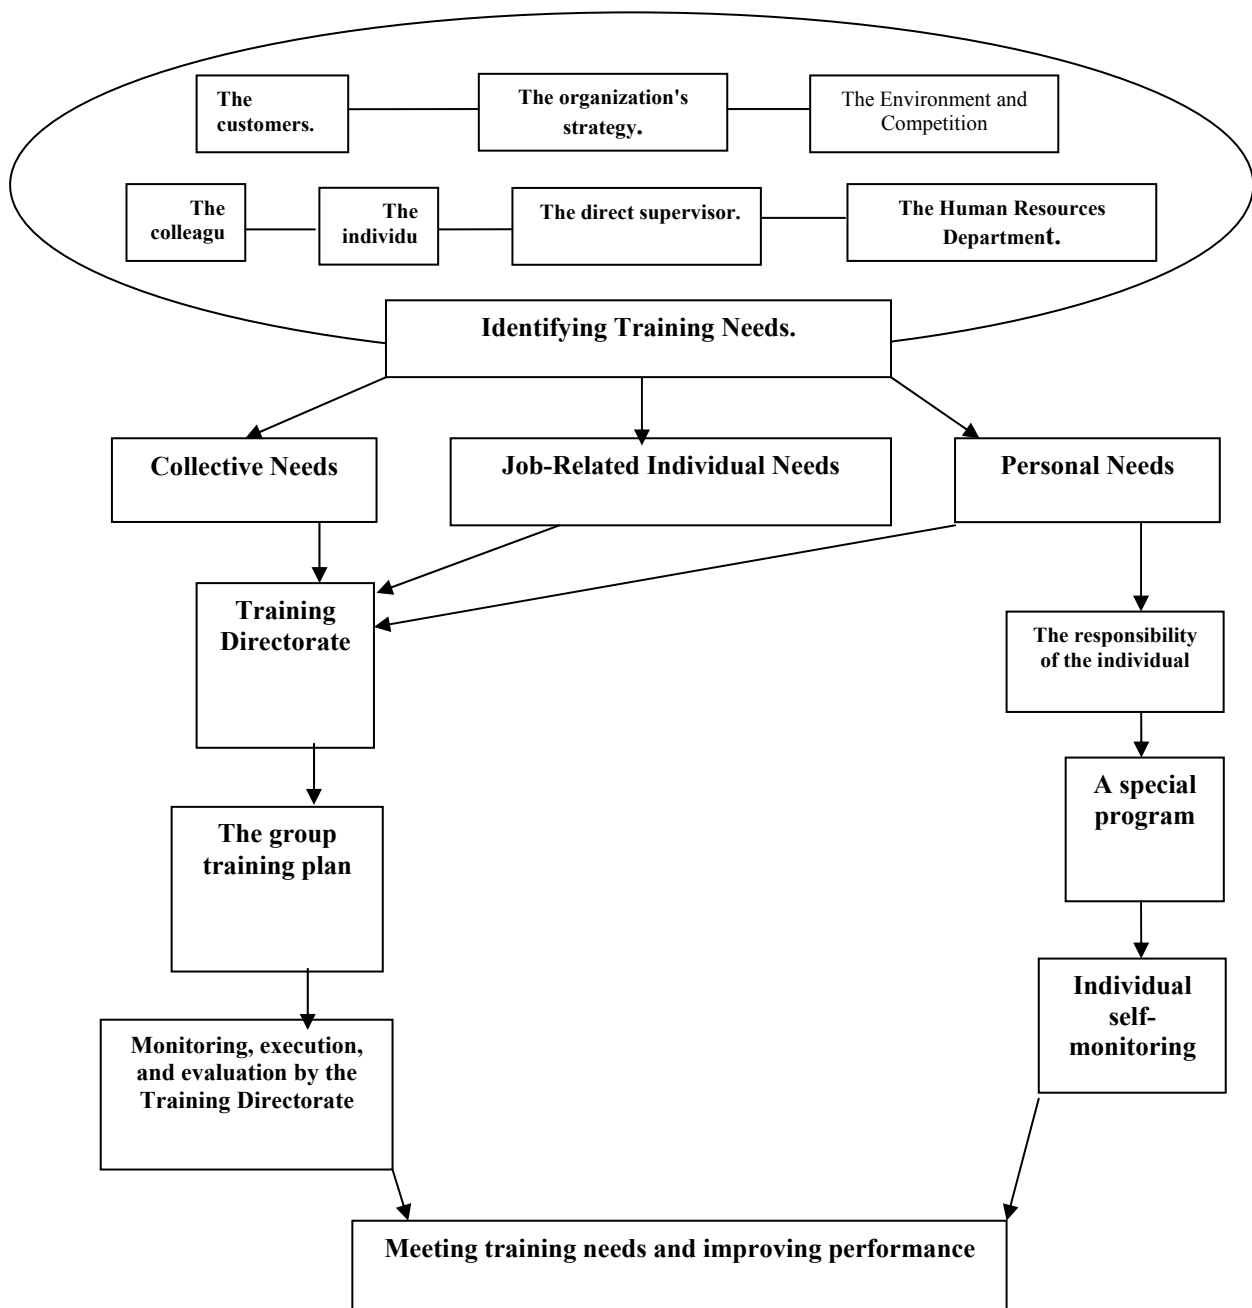 The
customers.
The organization's
strategy.
The Environment and
Competition
The
colleagu
The
individu
The direct supervisor.
The Human Resources
Department.
Identifying Training Needs.
Collective Needs
Job-Related Individual Needs
Personal Needs
Training
Directorate
The responsibility
of the individual
The group
training plan
A special
program
Monitoring, execution,
and evaluation by the
Training Directorate
Individual
self-
monitoring
Meeting training needs and improving performance